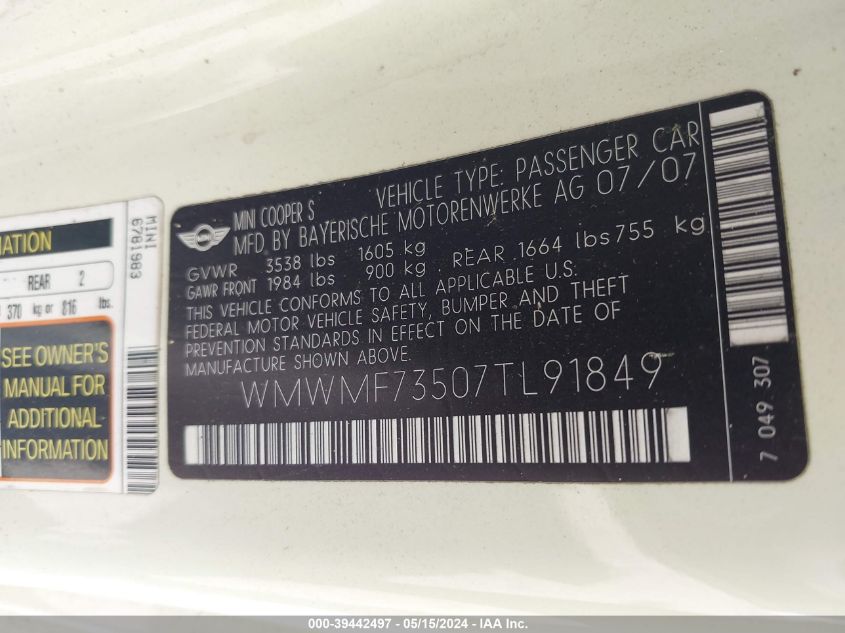 MATION
REAR 2
370 kg or 816 lbs.
SEE OWNER'S
MANUAL FOR
ADDITIONAL
INFORMATION
MINI
6781983
MINI
MINI COOPER S VEHICLE TYPE: PASSENGER CAR
MFD. BY BAYERISCHE MOTORENWERKE AG 07/07
GVWR 3538 lbs 1605 kg
GAWR FRONT 1984 lbs 900 kg REAR 1664 lbs 755 kg
THIS VEHICLE CONFORMS TO ALL APPLICABLE U.S.
FEDERAL MOTOR VEHICLE SAFETY, BUMPER AND THEFT
PREVENTION STANDARDS IN EFFECT ON THE DATE OF
MANUFACTURE SHOWN ABOVE.
WMWMF73507TL91849
7 049 307
000-39442497 - 05/15/2024 - IAA Inc.